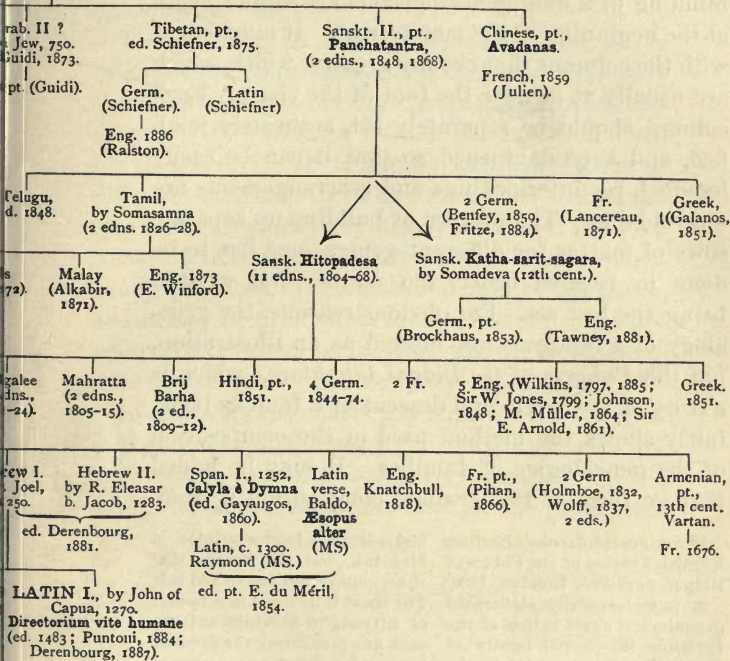 rab. II ?
Jew, 750.
Guidi, 1873.
pt. (Guidi).
Tibetan, pt.,
ed. Schiefner, 1875.
Germ.
(Schiefner).
Latin
(Schiefner)
Eng. 1886
(Ralston).
Sanskt. II., pt.,
Panchatantra,
(2 edns., 1848, 1868).
Chinese, pt.,
Avadanas.
French, 1859
(Julien).
Telugu,
d. 1848.
Tamil,
by Somasamna
(2 edns. 1826–28).
2 Germ.
(Benfey, 1859,
Fritze, 1884).
Fr.
(Lancereau,
1871).
Greek,
(Galanos,
1851).
s
72).
Malay
(Alkabir,
1871).
Eng. 1873
(E. Winford).
Sansk. Hitopadesa
(11 edns., 1804–68).
Sansk. Katha-sarit-sagara,
by Somadeva (12th cent.).
Germ., pt.
(Brockhaus, 1853).
Eng.
(Tawney, 1881).
galee
dns.,
–24).
Mahratta
(2 edns.,
1805–15).
Brij
Barha
(2 ed.,
1809–12).
Hindi, pt.,
1851.
4 Germ.
1844–74.
2 Fr.
5 Eng. (Wilkins, 1797, 1885;
Sir W. Jones, 1799; Johnson,
1848; M. Müller, 1864; Sir
E. Arnold, 1861).
Greek.
1851.
ew I.
Joel,
250.
Hebrew II.
by R. Eleasar
b. Jacob, 1283.
ed. Derenbourg,
1881.
Span. I., 1252,
Calyla è Dymna
(ed. Gayangos,
1860).
Latin, c. 1300.
Raymond (MS.)
Latin
verse,
Baldo,
Æsopus
alter
(MS)
ed. pt. E. du Méril,
1854.
Eng.
Knatchbull,
1818).
Fr. pt.,
(Pihan,
1866).
2 Germ
(Holmboe, 1832,
Wolff, 1837,
2 eds.)
Armenian,
pt.,
13th cent.
Vartan.
Fr. 1676.
LATIN I., by John of
Capua, 1270.
Directorium vite humane
(ed. 1483; Puntoni, 1884;
Derenbourg, 1887).